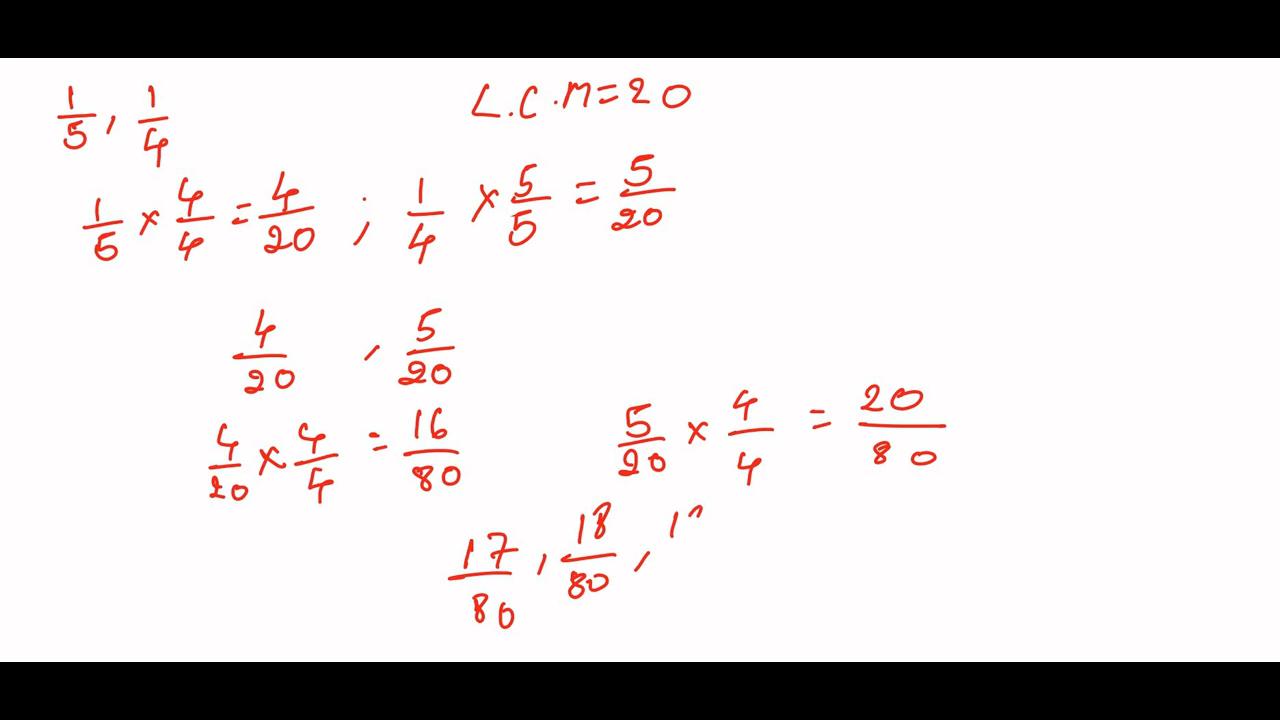 1/5, 1/4 L.C.M=20
1/5 × 4/4 = 4/20 ; 1/4 × 5/5 = 5/20
4/20 , 5/20
4/20 × 4/4 = 16/80 5/20 × 4/4 = 20/80
17/80 , 18/80 , 1